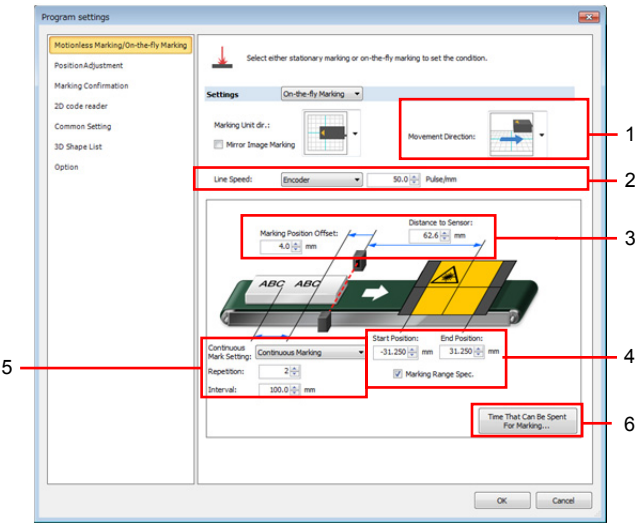 Program settings
Motionless Marking/On-the-fly Marking
Position Adjustment
Marking Confirmation
2D code reader
Common Setting
3D Shape List
Option
Select either stationary marking or on-the-fly marking to set the condition.
Settings On-the-fly Marking
Marking Unit dir.:
Mirror Image Marking
Movement Direction:
1
Line Speed: Encoder 50.0 Pulse/mm
2
Marking Position Offset:
4.0 mm
Distance to Sensor:
62.6 mm
3
ABC ABC
Continuous
Mark Setting: Continuous Marking
Repetition: 2
Interval: 100.0 mm
5
Start Position: End Position:
-31.250 mm 31.250 mm
Marking Range Spec.
4
Time That Can Be Spent
For Marking...
6
OK Cancel